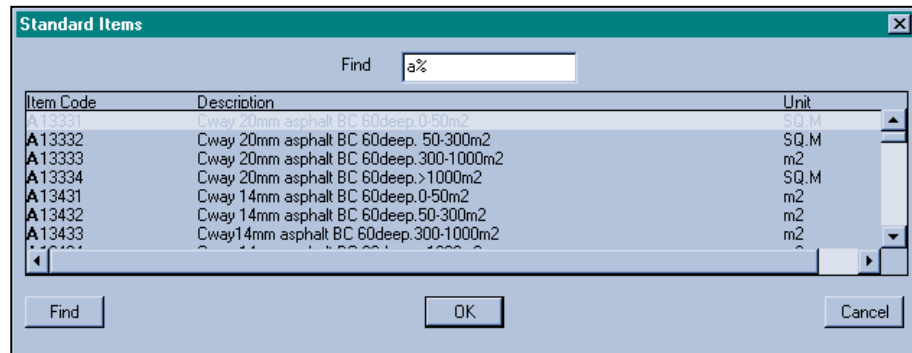 Standard Items
Find a%
Item Code Description Unit
A13331 Cway 20mm asphalt BC 60deep.0-50m2 SQ.M
A13332 Cway 20mm asphalt BC 60deep. 50-300m2 SQ.M
A13333 Cway 20mm asphalt BC 60deep.300-1000m2 m2
A13334 Cway 20mm asphalt BC 60deep.>1000m2 SQ.M
A13431 Cway 14mm asphalt BC 60deep.0-50m2 m2
A13432 Cway 14mm asphalt BC 60deep.50-300m2 m2
A13433 Cway14mm asphalt BC 60deep.300-1000m2 m2
Find OK Cancel